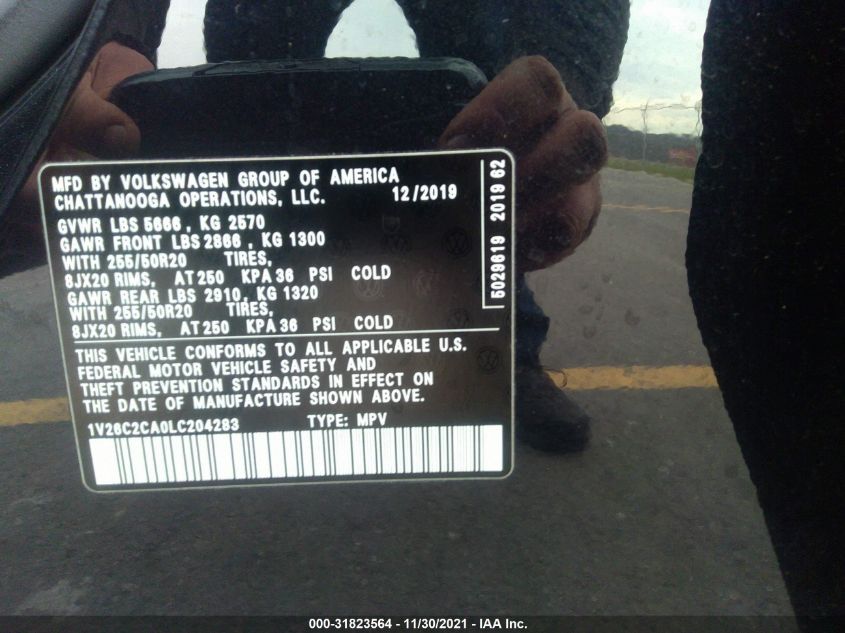 MFD BY VOLKSWAGEN GROUP OF AMERICA
CHATTANOOGA OPERATIONS, LLC. 12/2019
GVWR LBS 5666, KG 2570
GAWR FRONT LBS 2866, KG 1300
WITH 255/50R20 TIRES,
8JX20 RIMS, AT 250 KPA 36 PSI COLD
GAWR REAR LBS 2910, KG 1320
WITH 255/50R20 TIRES,
8JX20 RIMS, AT 250 KPA 36 PSI COLD
THIS VEHICLE CONFORMS TO ALL APPLICABLE U.S.
FEDERAL MOTOR VEHICLE SAFETY AND
THEFT PREVENTION STANDARDS IN EFFECT ON
THE DATE OF MANUFACTURE SHOWN ABOVE.
1V26C2CA0LC204283 TYPE: MPV
5029619 2019 62
000-31823564 - 11/30/2021 - IAA Inc.